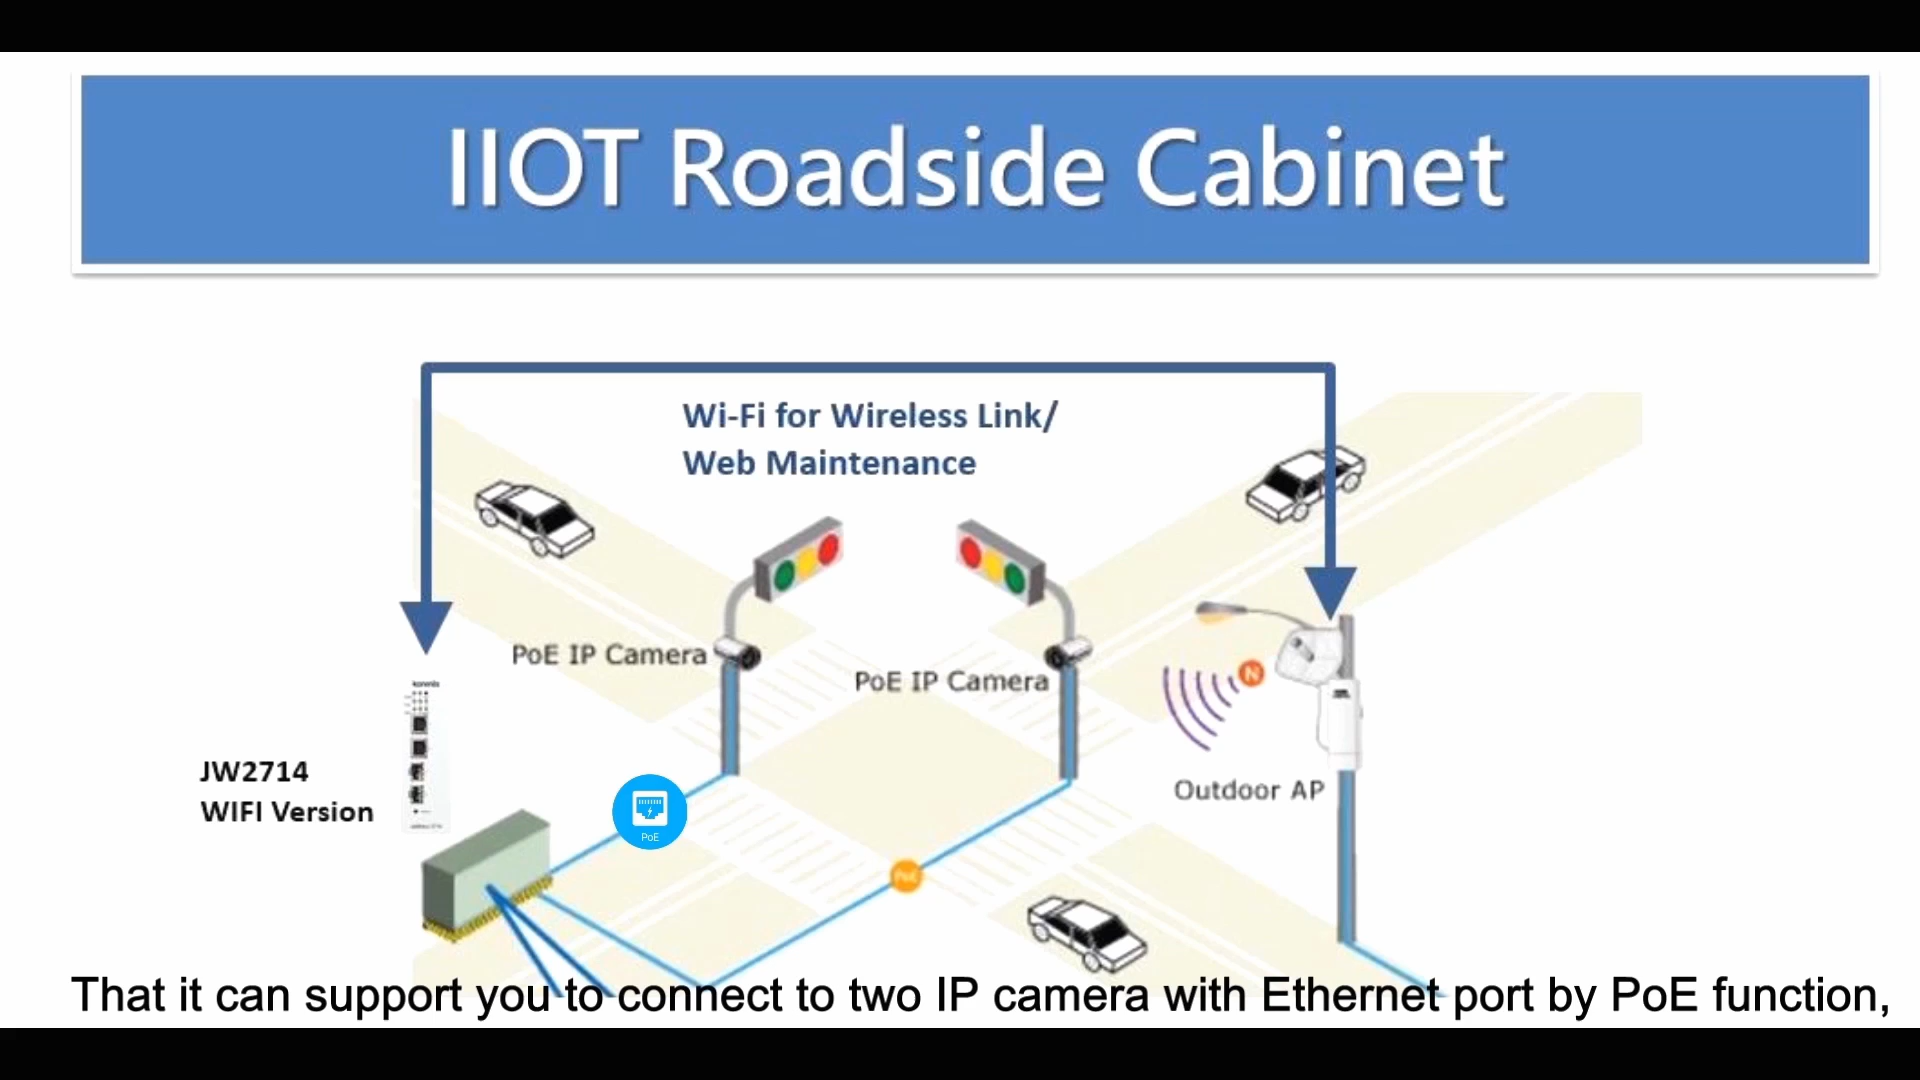 IIOT Roadside Cabinet
Wi-Fi for Wireless Link/
Web Maintenance
PoE IP Camera
PoE IP Camera
N
korenix
JW2714
WIFI Version
PoE
PoE
Outdoor AP
That it can support you to connect to two IP camera with Ethernet port by PoE function,